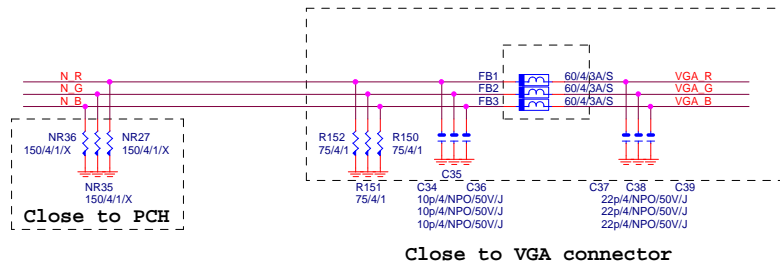 N_R FB1 60/4/3A/S VGA_R
N_G FB2 60/4/3A/S VGA_G
N_B FB3 60/4/3A/S VGA_B
NR36 NR27 R152 R150
150/4/1/X 150/4/1/X 75/4/1 75/4/1
C35
NR35 R151 C34 C36 C37 C38 C39
150/4/1/X 75/4/1 10p/4/NPO/50V/J 22p/4/NPO/50V/J
10p/4/NPO/50V/J 22p/4/NPO/50V/J
10p/4/NPO/50V/J 22p/4/NPO/50V/J
Close to PCH
Close to VGA connector